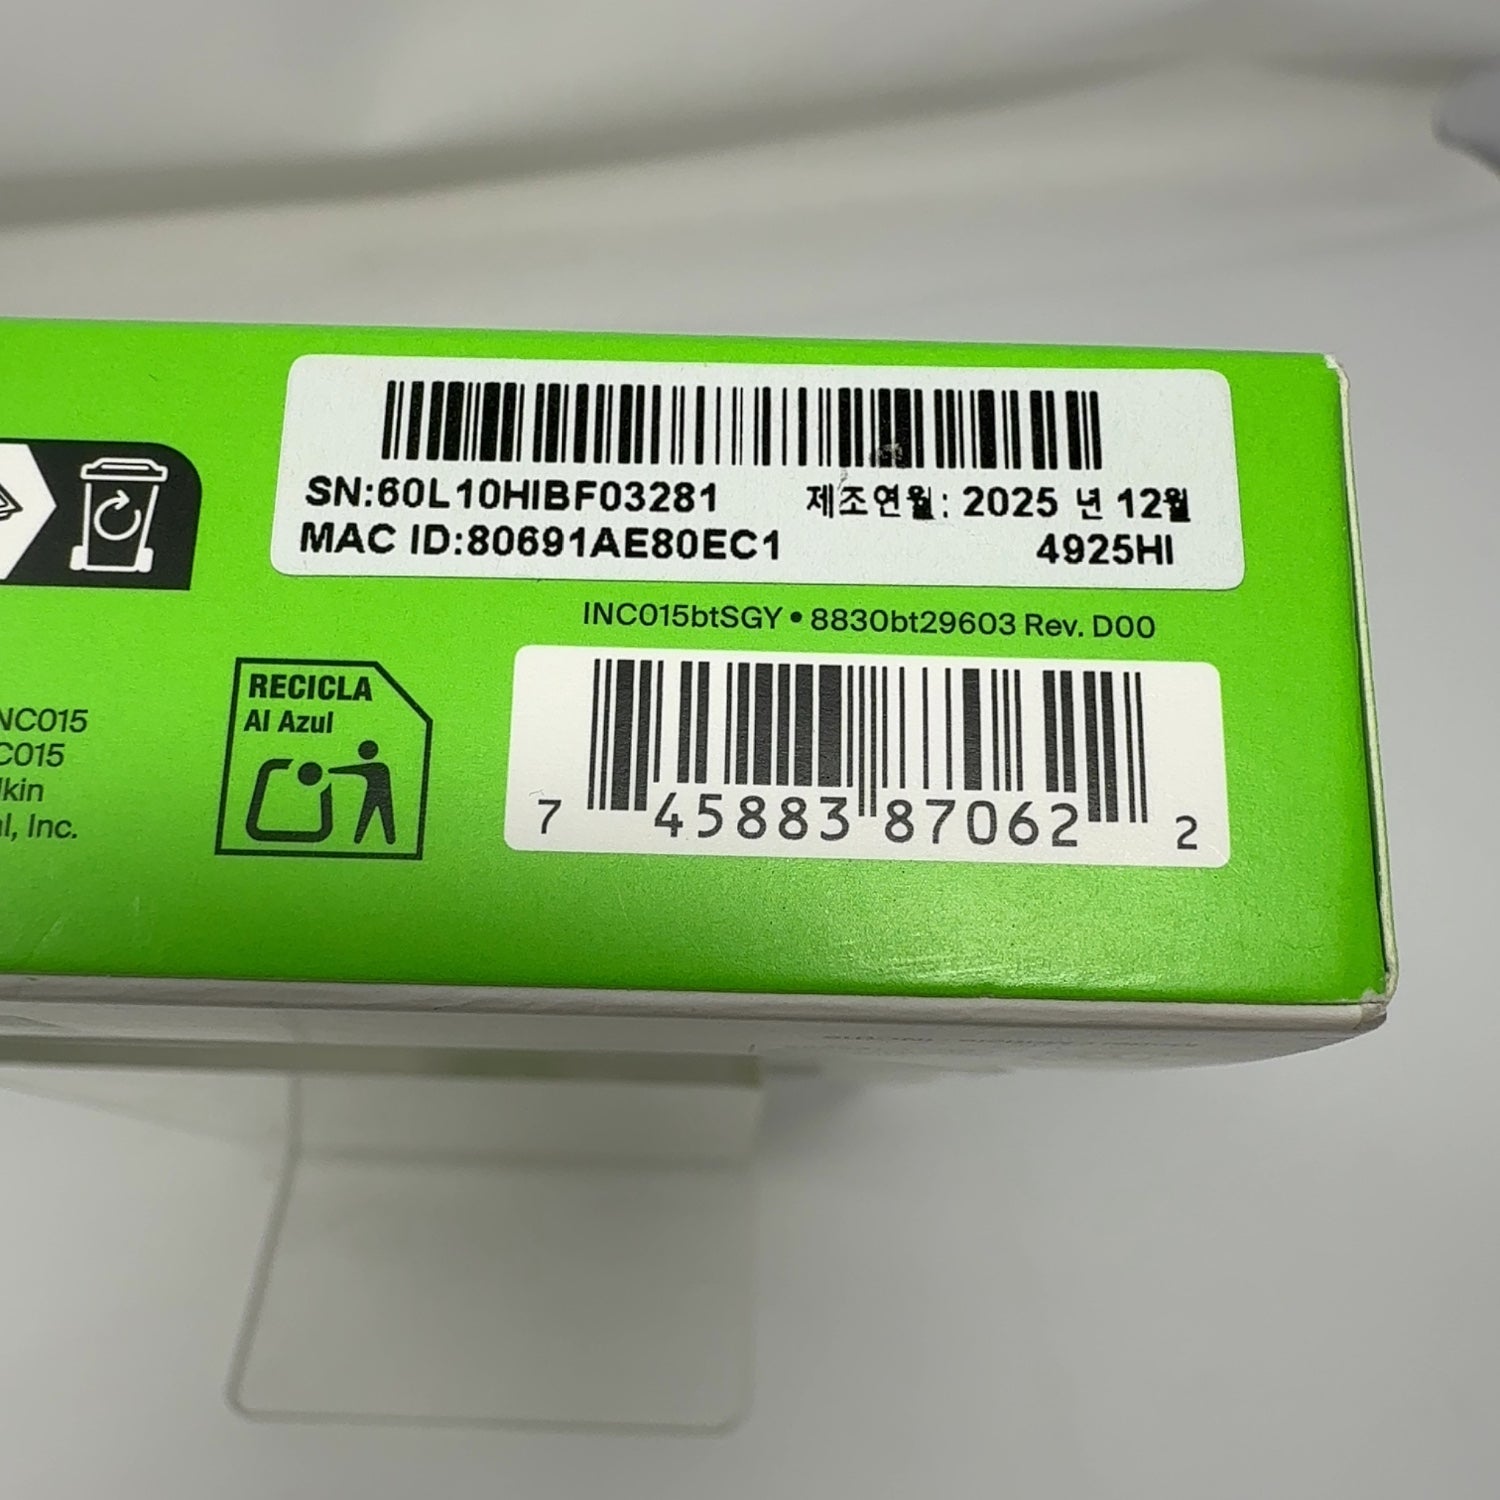 SN:60L10HIBF03281
제조연월: 2025 년 12월
MAC ID:80691AE80EC1
4925HI
INC015btSGY • 8830bt29603 Rev. D00
RECICLA
Al Azul
NC015
C015
lkin
l, Inc.
7 45883 87062 2